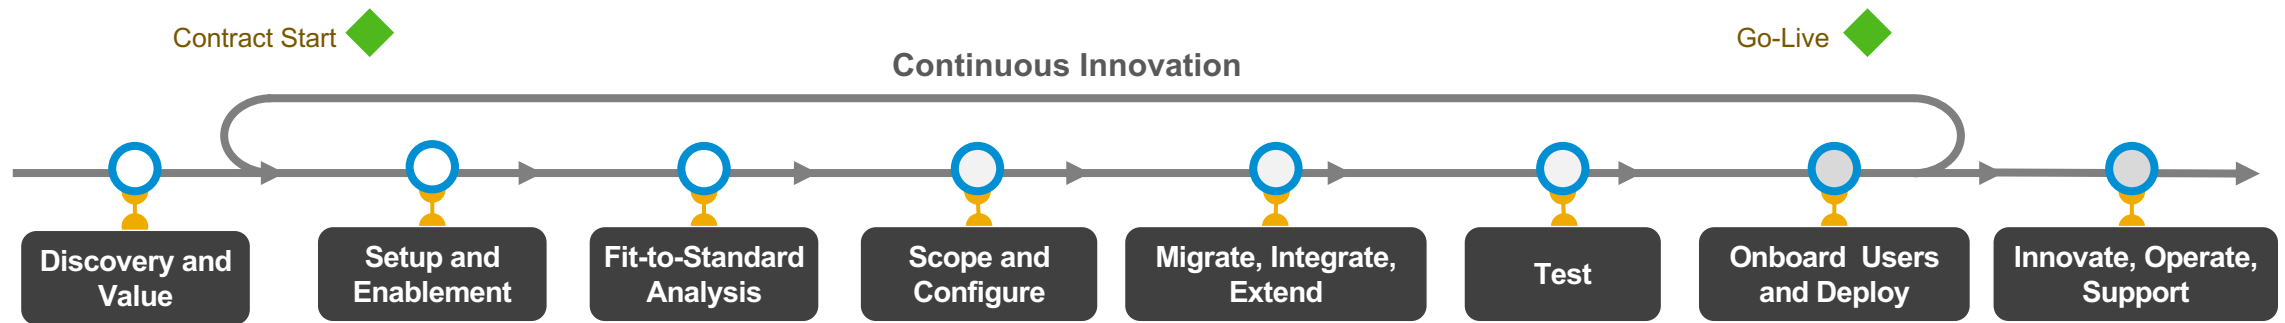 Contract Start
Go-Live
Continuous Innovation
Discovery and
Value
Setup and
Enablement
Fit-to-Standard
Analysis
Scope and
Configure
Migrate, Integrate,
Extend
Test
Onboard  Users
and Deploy
Innovate, Operate,
Support